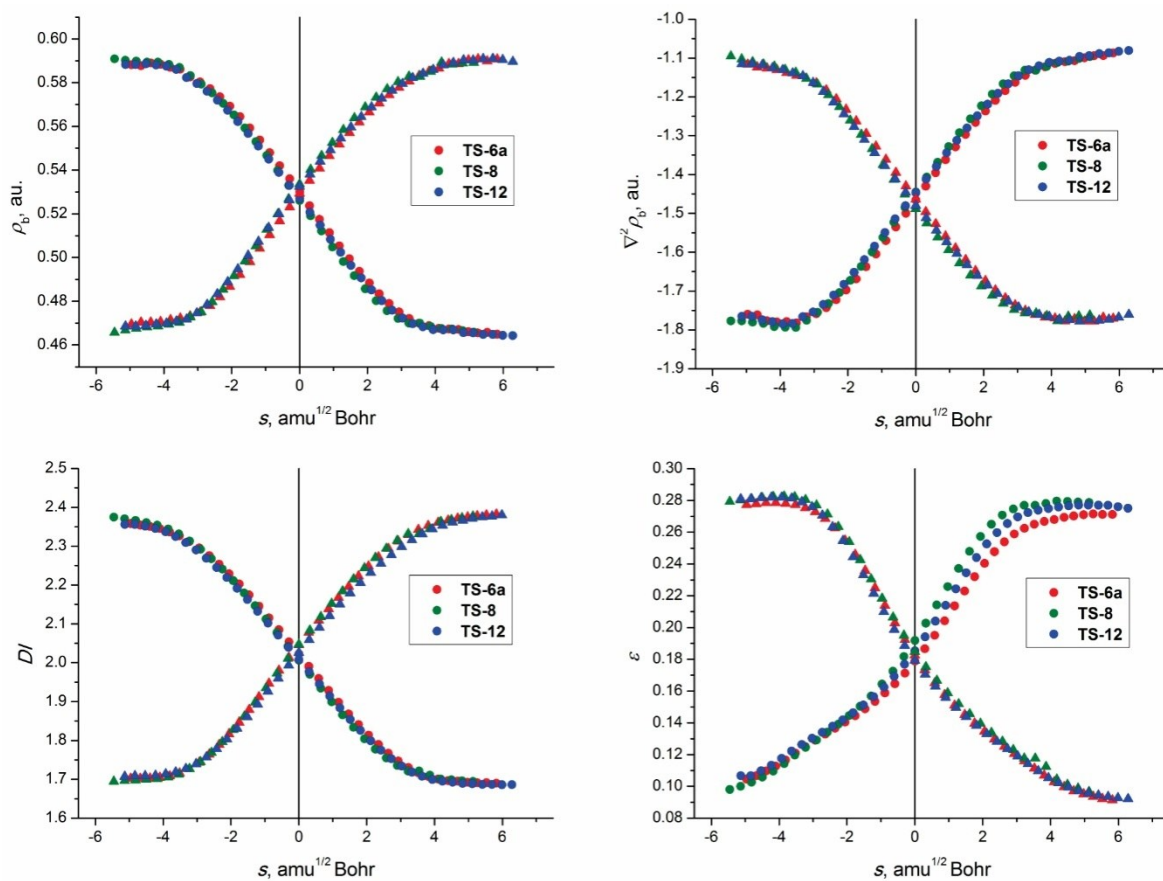 0.60
0.58
0.56
0.54
0.52
0.50
0.48
0.46
ρb, au.
-6 -4 -2 0 2 4 6
s, amu1/2 Bohr
TS-6a
TS-8
TS-12
-1.0
-1.1
-1.2
-1.3
-1.4
-1.5
-1.6
-1.7
-1.8
-1.9
∇2ρb, au.
-6 -4 -2 0 2 4 6
s, amu1/2 Bohr
TS-6a
TS-8
TS-12
2.5
2.4
2.3
2.2
2.1
2.0
1.9
1.8
1.7
1.6
DI
-6 -4 -2 0 2 4 6
s, amu1/2 Bohr
TS-6a
TS-8
TS-12
0.30
0.28
0.26
0.24
0.22
0.20
0.18
0.16
0.14
0.12
0.10
0.08
ε
-6 -4 -2 0 2 4 6
s, amu1/2 Bohr
TS-6a
TS-8
TS-12